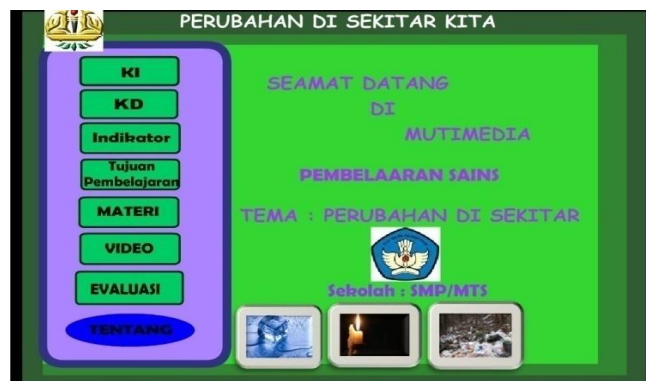 PERUBAHAN DI SEKITAR KITA
KI
KD
Indikator
Tujuan
Pembelajaran
MATERI
VIDEO
EVALUASI
TENTANG
SEAMAT DATANG
DI
MUTIMEDIA
PEMBELAARAN SAINS
TEMA : PERUBAHAN DI SEKITAR
Sekolah : SMP/MTS